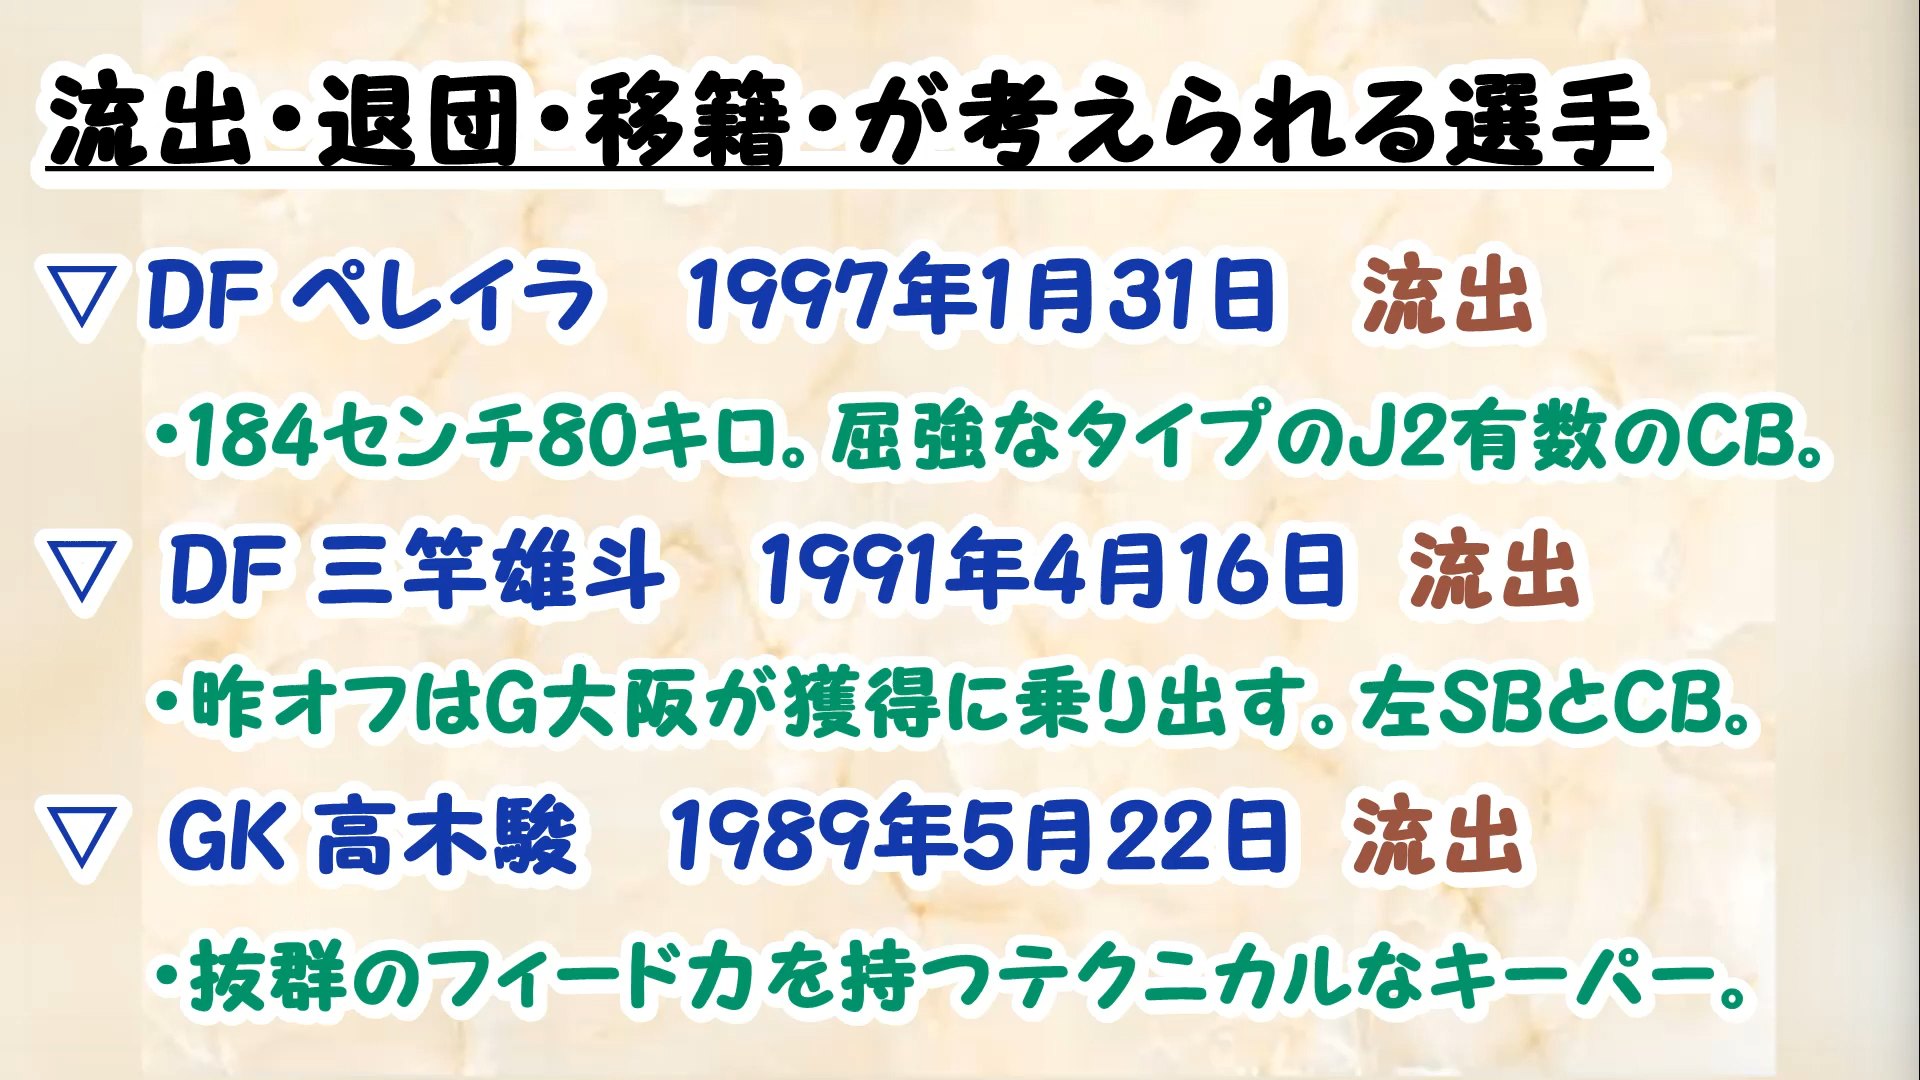 流出・退団・移籍・が考えられる選手
▽ DF ペレイラ　1997年1月31日　流出
・184センチ80キロ。屈強なタイプのJ2有数のCB。
▽ DF 三竿雄斗　1991年4月16日　流出
・昨オフはG大阪が獲得に乗り出す。左SBとCB。
▽ GK 高木駿　1989年5月22日　流出
・抜群のフィード力を持つテクニカルなキーパー。